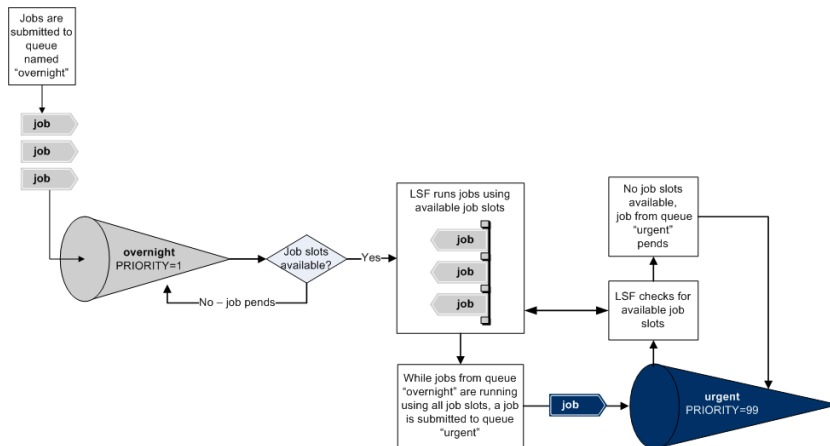 Jobs are
submitted to
queue
named
“overnight”
job
job
job
overnight
PRIORITY=1
Job slots
available?
Yes
No – job pends
LSF runs jobs using
available job slots
job
job
job
While jobs from queue
“overnight” are running
using all job slots, a job
is submitted to queue
“urgent”
job
No job slots
available,
job from queue
“urgent”
pends
LSF checks for
available job
slots
urgent
PRIORITY=99